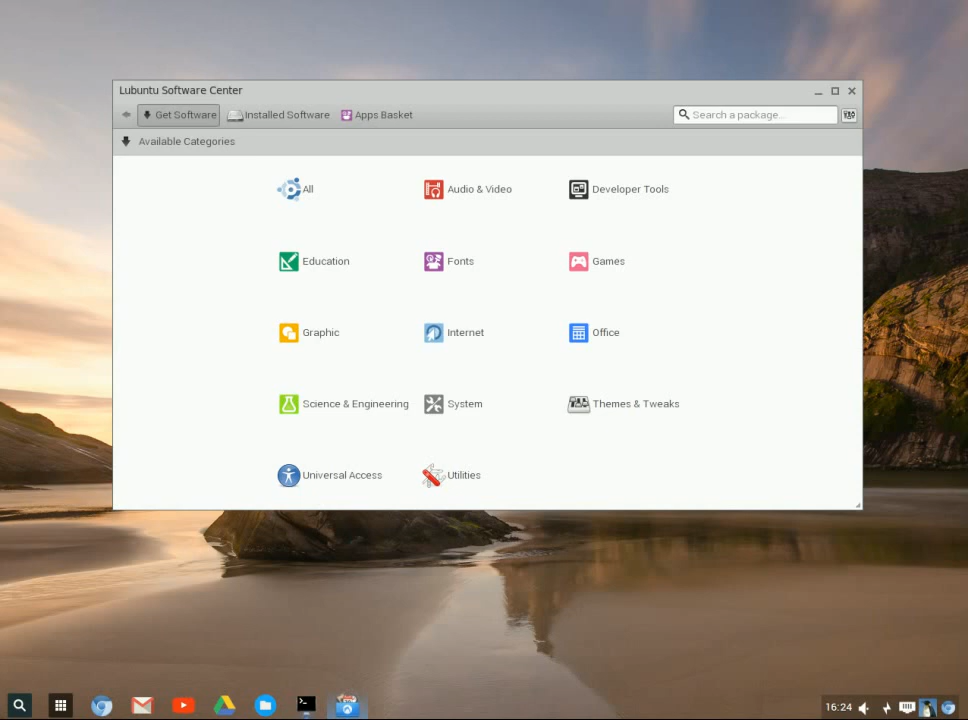 Lubuntu Software Center
Get Software Installed Software Apps Basket Search a package...
Available Categories
All Audio & Video Developer Tools
Education Fonts Games
Graphic Internet Office
Science & Engineering System Themes & Tweaks
Universal Access Utilities
16:24